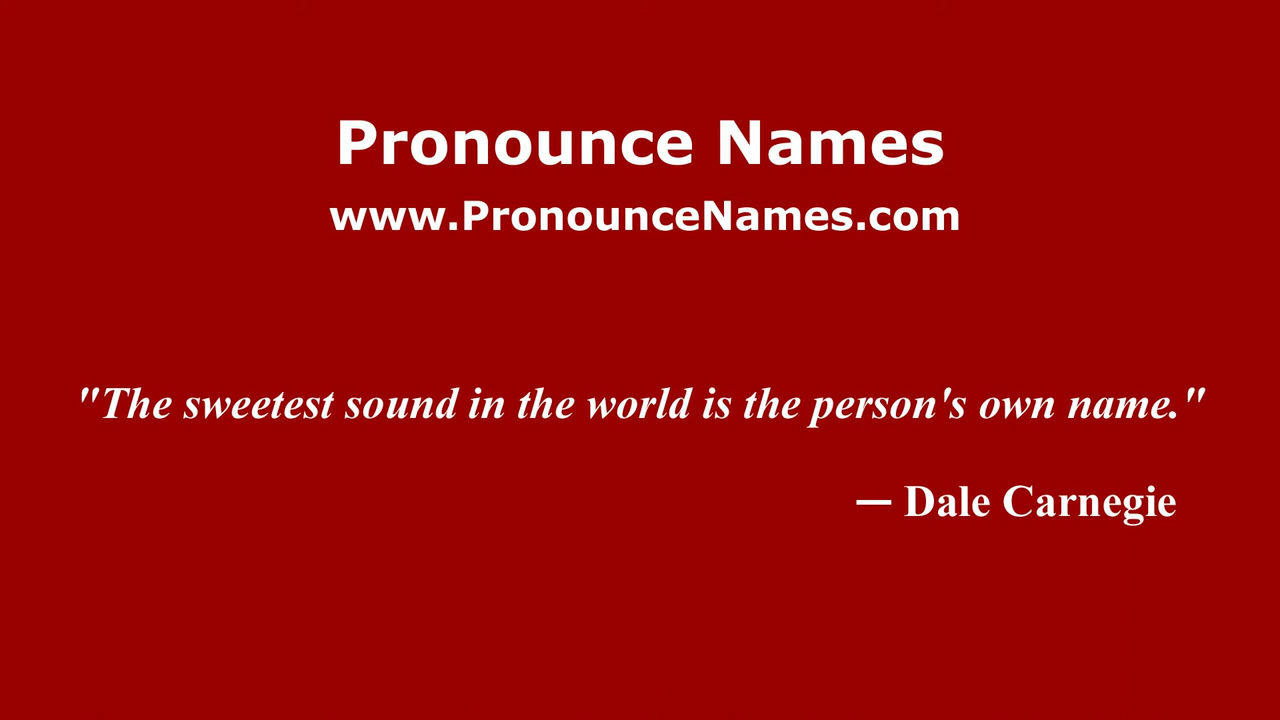 Pronounce Names
www.PronounceNames.com
"The sweetest sound in the world is the person's own name."
— Dale Carnegie